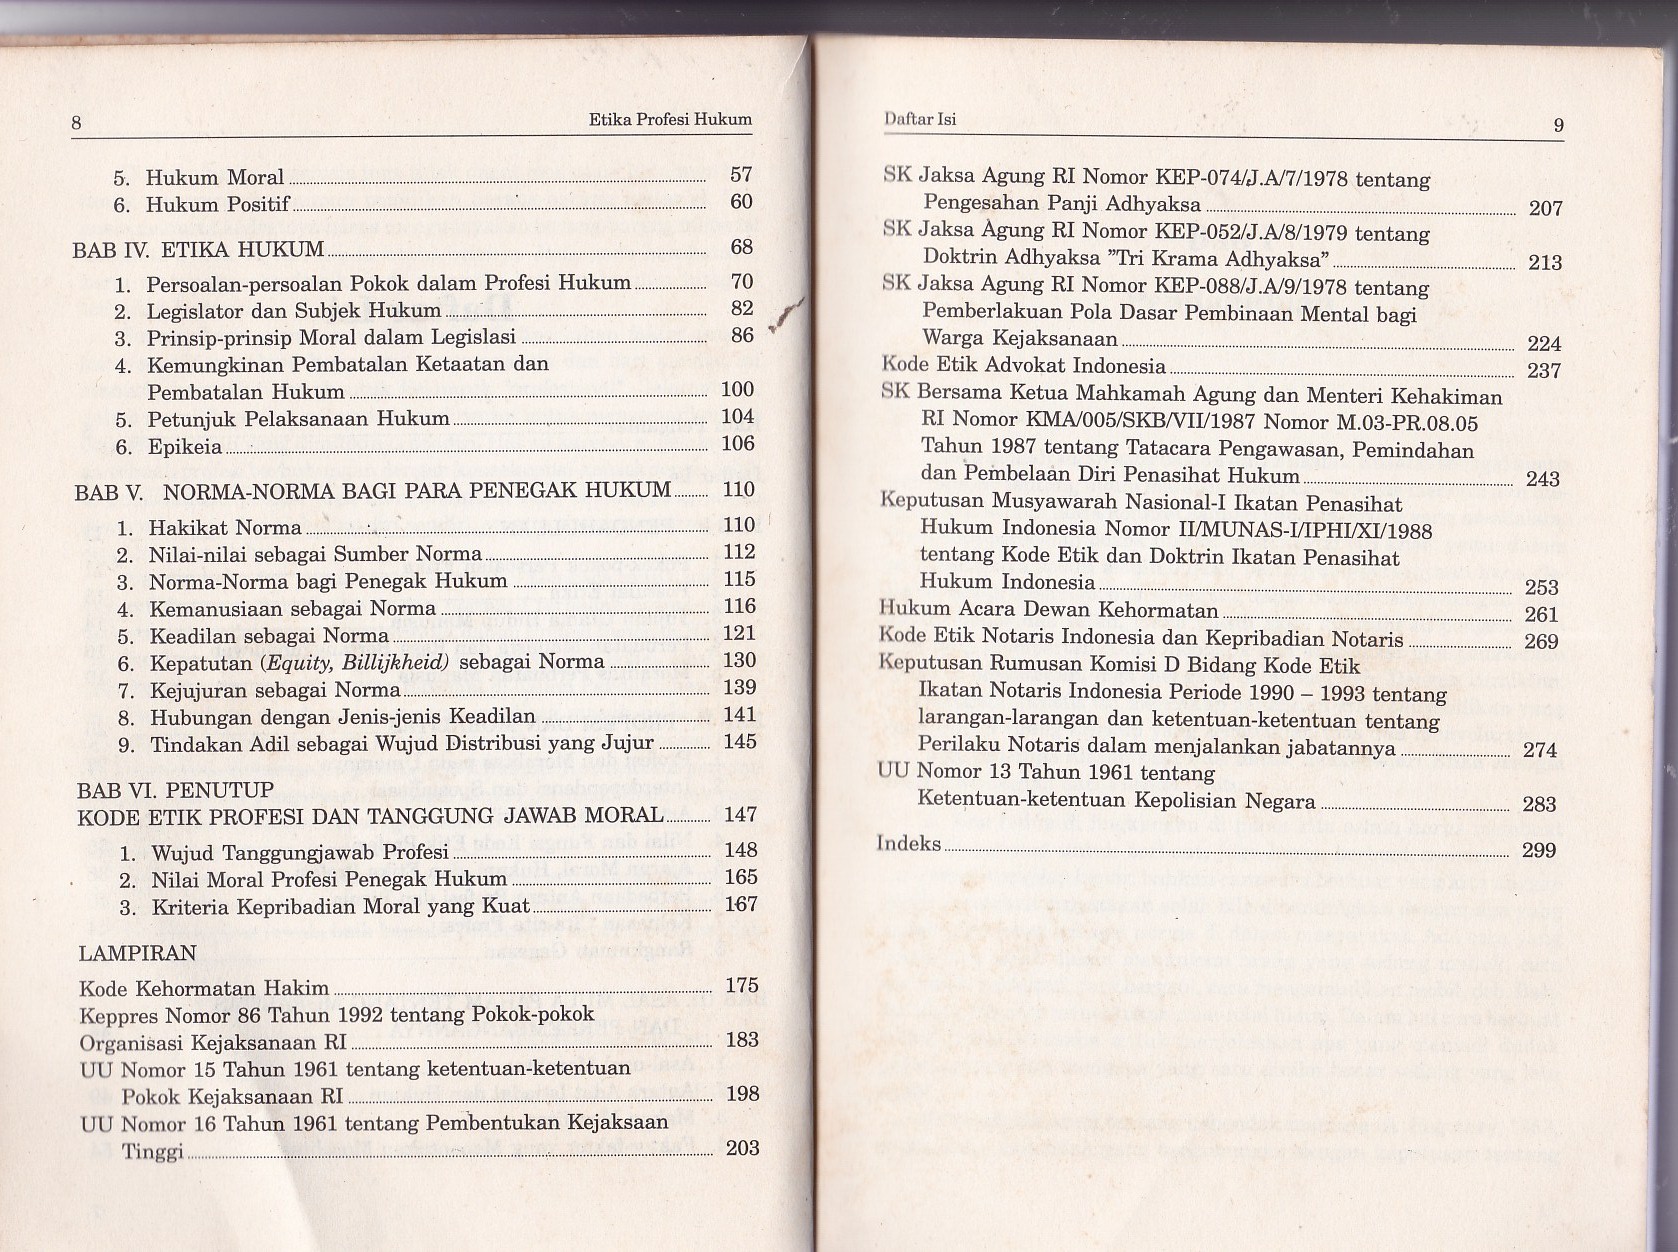 8 Etika Profesi Hukum
5. Hukum Moral 57
6. Hukum Positif 60
BAB IV. ETIKA HUKUM 68
1. Persoalan-persoalan Pokok dalam Profesi Hukum 70
2. Legislator dan Subjek Hukum 82
3. Prinsip-prinsip Moral dalam Legislasi 86
4. Kemungkinan Pembatalan Ketaatan dan
Pembatalan Hukum 100
5. Petunjuk Pelaksanaan Hukum 104
6. Epikeia 106
BAB V. NORMA-NORMA BAGI PARA PENEGAK HUKUM 110
1. Hakikat Norma 110
2. Nilai-nilai sebagai Sumber Norma 112
3. Norma-Norma bagi Penegak Hukum 115
4. Kemanusiaan sebagai Norma 116
5. Keadilan sebagai Norma 121
6. Kepatutan (Equity, Billijkheid) sebagai Norma 130
7. Kejujuran sebagai Norma 139
8. Hubungan dengan Jenis-jenis Keadilan 141
9. Tindakan Adil sebagai Wujud Distribusi yang Jujur 145
BAB VI. PENUTUP
KODE ETIK PROFESI DAN TANGGUNG JAWAB MORAL 147
1. Wujud Tanggungjawab Profesi 148
2. Nilai Moral Profesi Penegak Hukum 165
3. Kriteria Kepribadian Moral yang Kuat 167
LAMPIRAN
Kode Kehormatan Hakim 175
Keppres Nomor 86 Tahun 1992 tentang Pokok-pokok
Organisasi Kejaksanaan RI 183
UU Nomor 15 Tahun 1961 tentang ketentuan-ketentuan
Pokok Kejaksanaan RI 198
UU Nomor 16 Tahun 1961 tentang Pembentukan Kejaksaan
Tinggi 203
Daftar Isi 9
SK Jaksa Agung RI Nomor KEP-074/J.A/7/1978 tentang
Pengesahan Panji Adhyaksa 207
SK Jaksa Agung RI Nomor KEP-052/J.A/8/1979 tentang
Doktrin Adhyaksa ”Tri Krama Adhyaksa” 213
SK Jaksa Agung RI Nomor KEP-088/J.A/9/1978 tentang
Pemberlakuan Pola Dasar Pembinaan Mental bagi
Warga Kejaksanaan 224
Kode Etik Advokat Indonesia 237
SK Bersama Ketua Mahkamah Agung dan Menteri Kehakiman
RI Nomor KMA/005/SKB/VII/1987 Nomor M.03-PR.08.05
Tahun 1987 tentang Tatacara Pengawasan, Pemindahan
dan Pembelaan Diri Penasihat Hukum 243
Keputusan Musyawarah Nasional-I Ikatan Penasihat
Hukum Indonesia Nomor II/MUNAS-I/IPHI/XI/1988
tentang Kode Etik dan Doktrin Ikatan Penasihat
Hukum Indonesia 253
Hukum Acara Dewan Kehormatan 261
Kode Etik Notaris Indonesia dan Kepribadian Notaris 269
Keputusan Rumusan Komisi D Bidang Kode Etik
Ikatan Notaris Indonesia Periode 1990 – 1993 tentang
larangan-larangan dan ketentuan-ketentuan tentang
Perilaku Notaris dalam menjalankan jabatannya 274
UU Nomor 13 Tahun 1961 tentang
Ketentuan-ketentuan Kepolisian Negara 283
Indeks 299